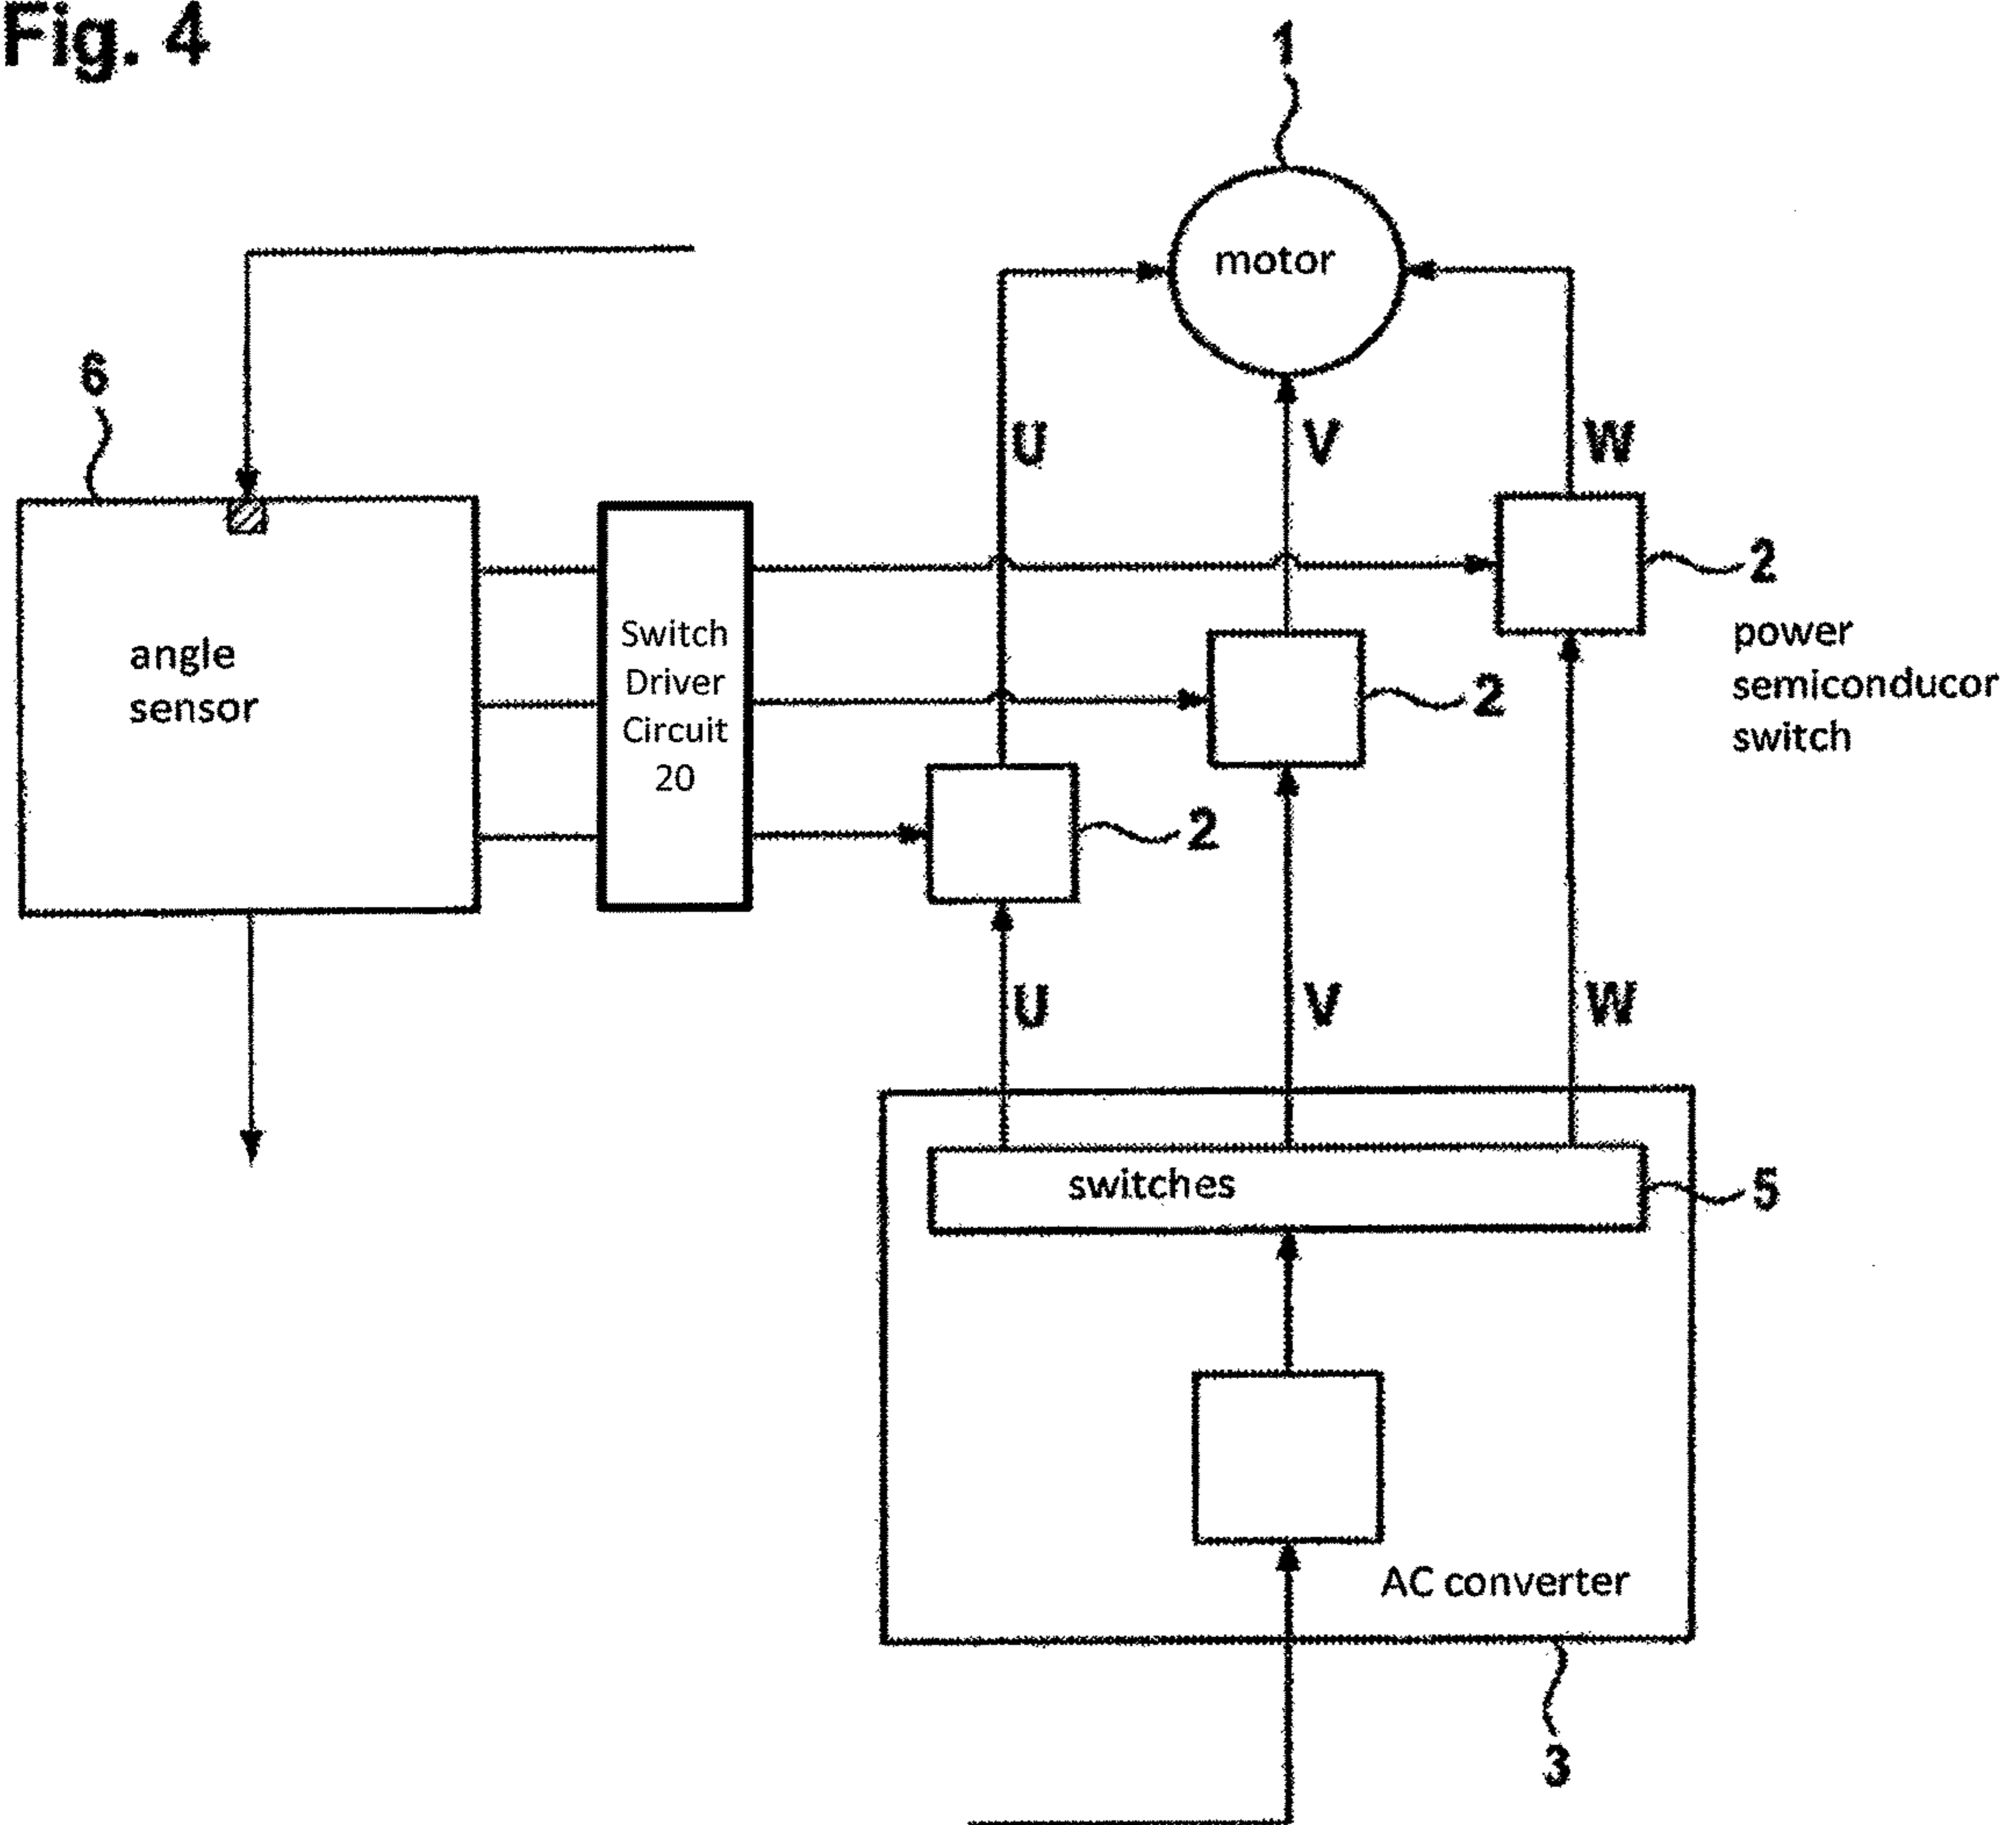 Fig. 4
1
motor
6
U
V
W
2
power
semiconducor
switch
angle
sensor
Switch
Driver
Circuit
20
2
2
U
V
W
switches
5
AC converter
3